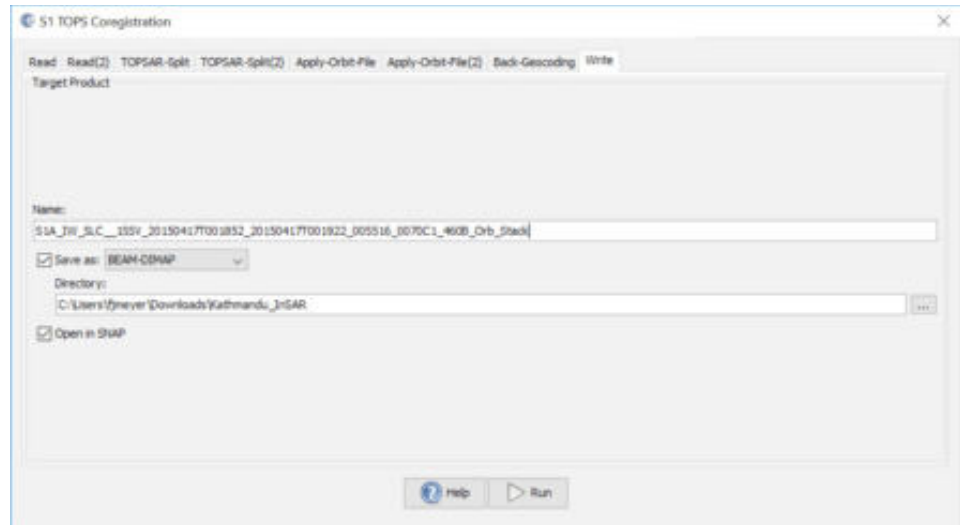 S1 TOPS Coregistration
Read Read(2) TOPSAR-Split TOPSAR-Split(2) Apply-Orbit-File Apply-Orbit-File(2) Back-Geocoding Write
Target Product
Name:
S1A_IW_SLC__1SSV_20150417T001852_20150417T001922_005516_0070C1_460B_Orb_Stack
Save as: BEAM-DIMAP
Directory:
C:\Users\fjmeyer\Downloads\Kathmandu_InSAR
...
Open in SNAP
Help Run